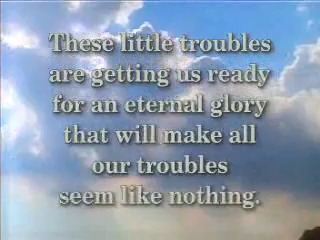 These little troubles
are getting us ready
for an eternal glory
that will make all
our troubles
seem like nothing.